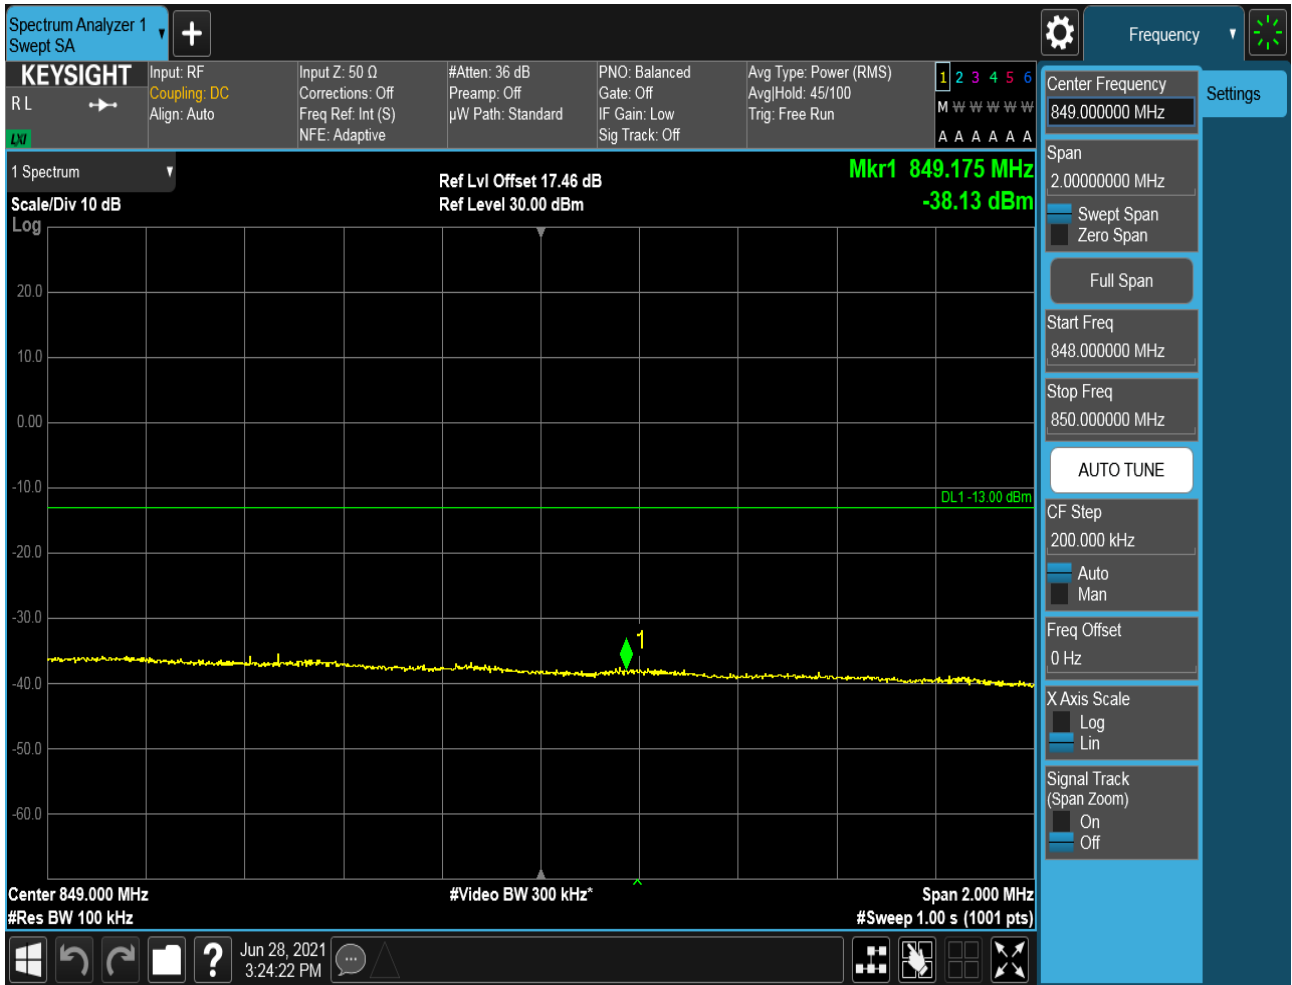 Spectrum Analyzer 1
Swept SA
Frequency
KEYSIGHT
R L
LXI
Input: RF
Coupling: DC
Align: Auto
Input Z: 50 Ω
Corrections: Off
Freq Ref: Int (S)
NFE: Adaptive
#Atten: 36 dB
Preamp: Off
µW Path: Standard
PNO: Balanced
Gate: Off
IF Gain: Low
Sig Track: Off
Avg Type: Power (RMS)
Avg|Hold: 45/100
Trig: Free Run
1 2 3 4 5 6
M W W W W W
A A A A A A
1 Spectrum
Scale/Div 10 dB
Log
Ref Lvl Offset 17.46 dB
Ref Level 30.00 dBm
Mkr1 849.175 MHz
-38.13 dBm
20.0
10.0
0.00
-10.0
-20.0
-30.0
-40.0
-50.0
-60.0
DL1 -13.00 dBm
1
Center 849.000 MHz
#Res BW 100 kHz
#Video BW 300 kHz*
Span 2.000 MHz
#Sweep 1.00 s (1001 pts)
Jun 28, 2021
3:24:22 PM
?
Center Frequency
849.000000 MHz
Settings
Span
2.00000000 MHz
Swept Span
Zero Span
Full Span
Start Freq
848.000000 MHz
Stop Freq
850.000000 MHz
AUTO TUNE
CF Step
200.000 kHz
Auto
Man
Freq Offset
0 Hz
X Axis Scale
Log
Lin
Signal Track
(Span Zoom)
On
Off